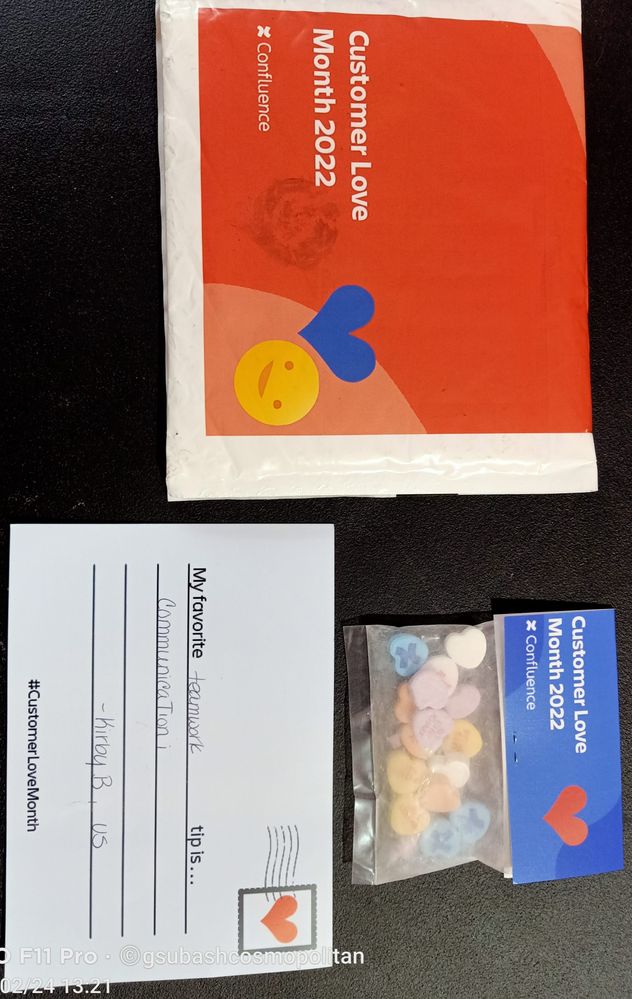 Customer Love
Month 2022
Confluence
Customer Love
Month 2022
Confluence
My favorite teamwork tip is...
Communication!
~Kirby B, US
#CustomerLoveMonth
F11 Pro · ©gsubashcosmopolitan
02/24 13.21